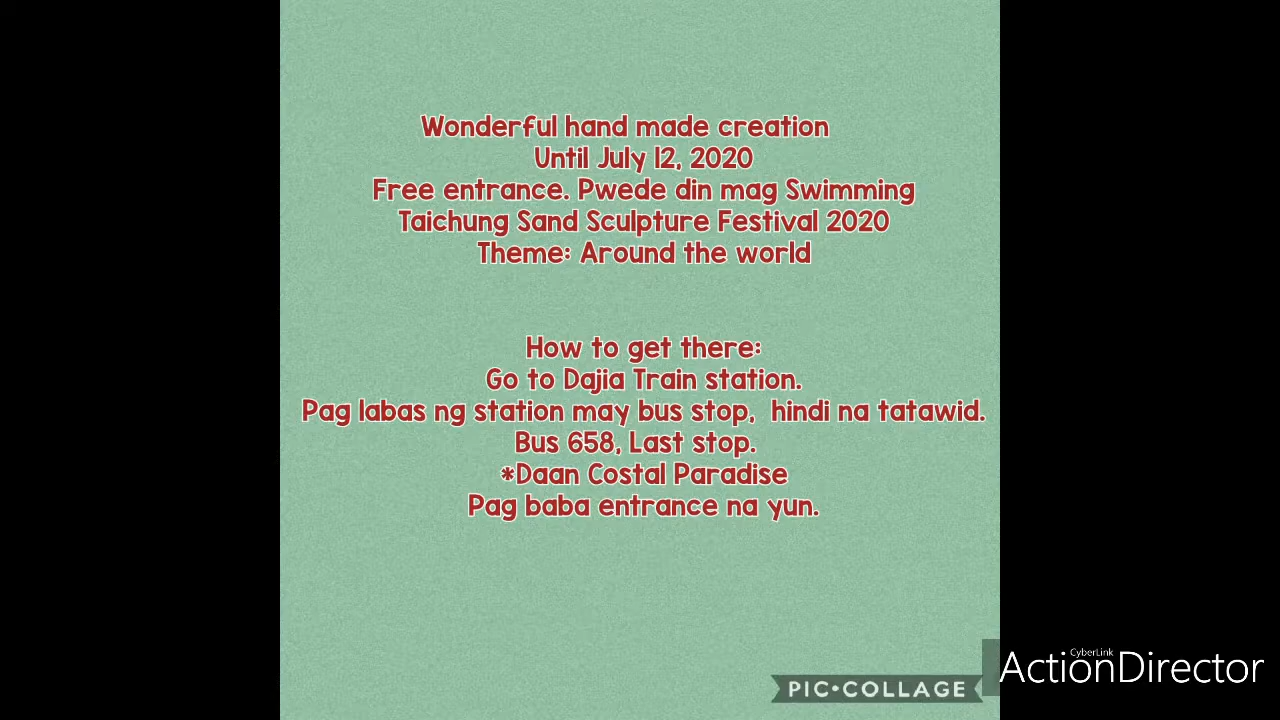 Wonderful hand made creation
Until July 12, 2020
Free entrance. Pwede din mag Swimming
Taichung Sand Sculpture Festival 2020
Theme: Around the world
How to get there:
Go to Dajia Train station.
Pag labas ng station may bus stop, hindi na tatawid.
Bus 658, Last stop.
*Daan Costal Paradise
Pag baba entrance na yun.
PIC•COLLAGE
CyberLink
ActionDirector